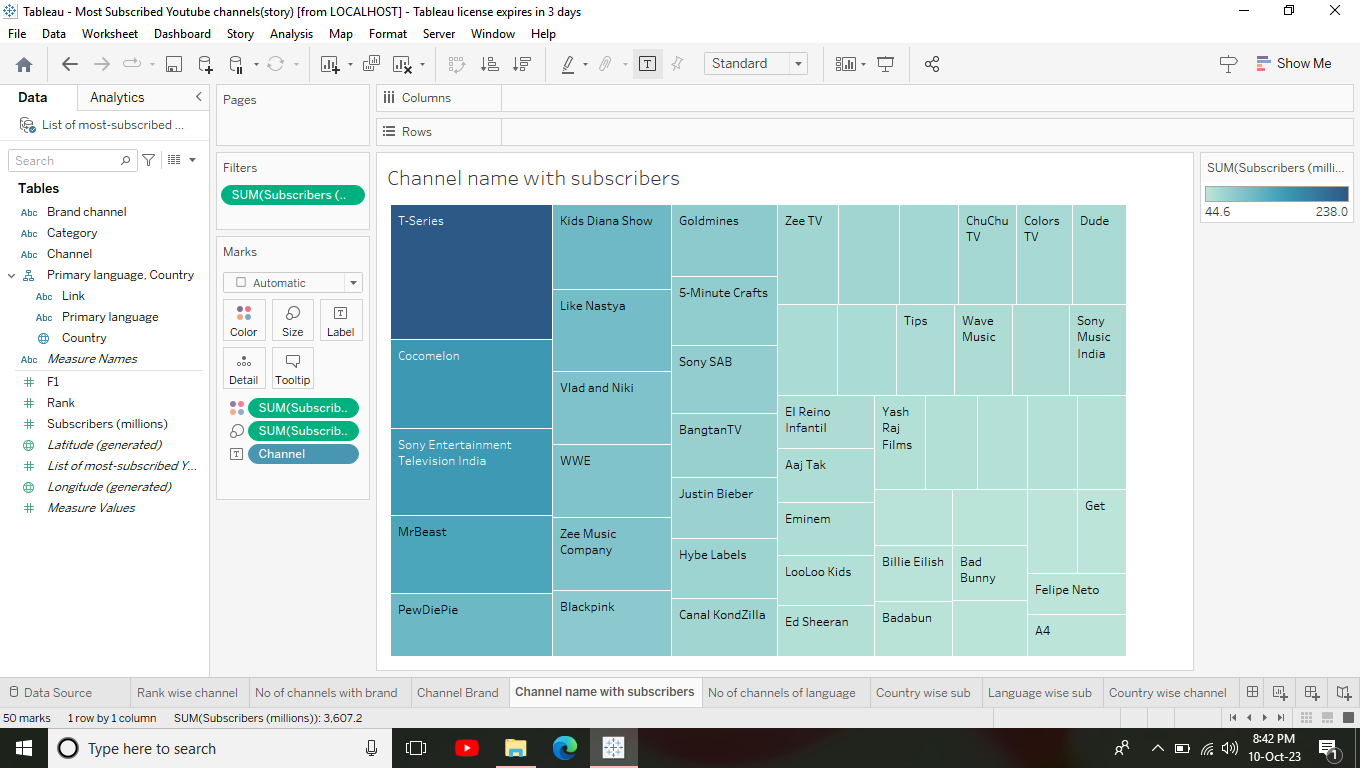 Tableau - Most Subscribed Youtube channels(story) [from LOCALHOST] - Tableau license expires in 3 days
File Data Worksheet Dashboard Story Analysis Map Format Server Window Help
Standard
Show Me
Data Analytics
List of most-subscribed ...
Search
Tables
Abc Brand channel
Abc Category
Abc Channel
Primary language, Country
Abc Link
Abc Primary language
Country
Abc Measure Names
F1
Rank
Subscribers (millions)
Latitude (generated)
List of most-subscribed Y...
Longitude (generated)
Measure Values
Pages
Filters
SUM(Subscribers (..
Marks
Automatic
Color Size Label
Detail Tooltip
SUM(Subscrib..
SUM(Subscrib..
Channel
Columns
Rows
Channel name with subscribers
T-Series
Cocomelon
Sony Entertainment
Television India
MrBeast
PewDiePie
Kids Diana Show
Like Nastya
Vlad and Niki
WWE
Zee Music
Company
Blackpink
Goldmines
5-Minute Crafts
Sony SAB
BangtanTV
Justin Bieber
Hybe Labels
Canal KondZilla
Zee TV
ChuChu
TV
Colors
TV
Dude
Tips
Wave
Music
Sony
Music
India
El Reino
Infantil
Aaj Tak
Eminem
LooLoo Kids
Ed Sheeran
Yash
Raj
Films
Billie Eilish
Badabun
Bad
Bunny
Get
Felipe Neto
A4
SUM(Subscribers (milli...
44.6 238.0
Data Source Rank wise channel No of channels with brand Channel Brand Channel name with subscribers No of channels of language Country wise sub Language wise sub Country wise channel
50 marks 1 row by 1 column SUM(Subscribers (millions)): 3,607.2
Type here to search
8:42 PM
10-Oct-23
1